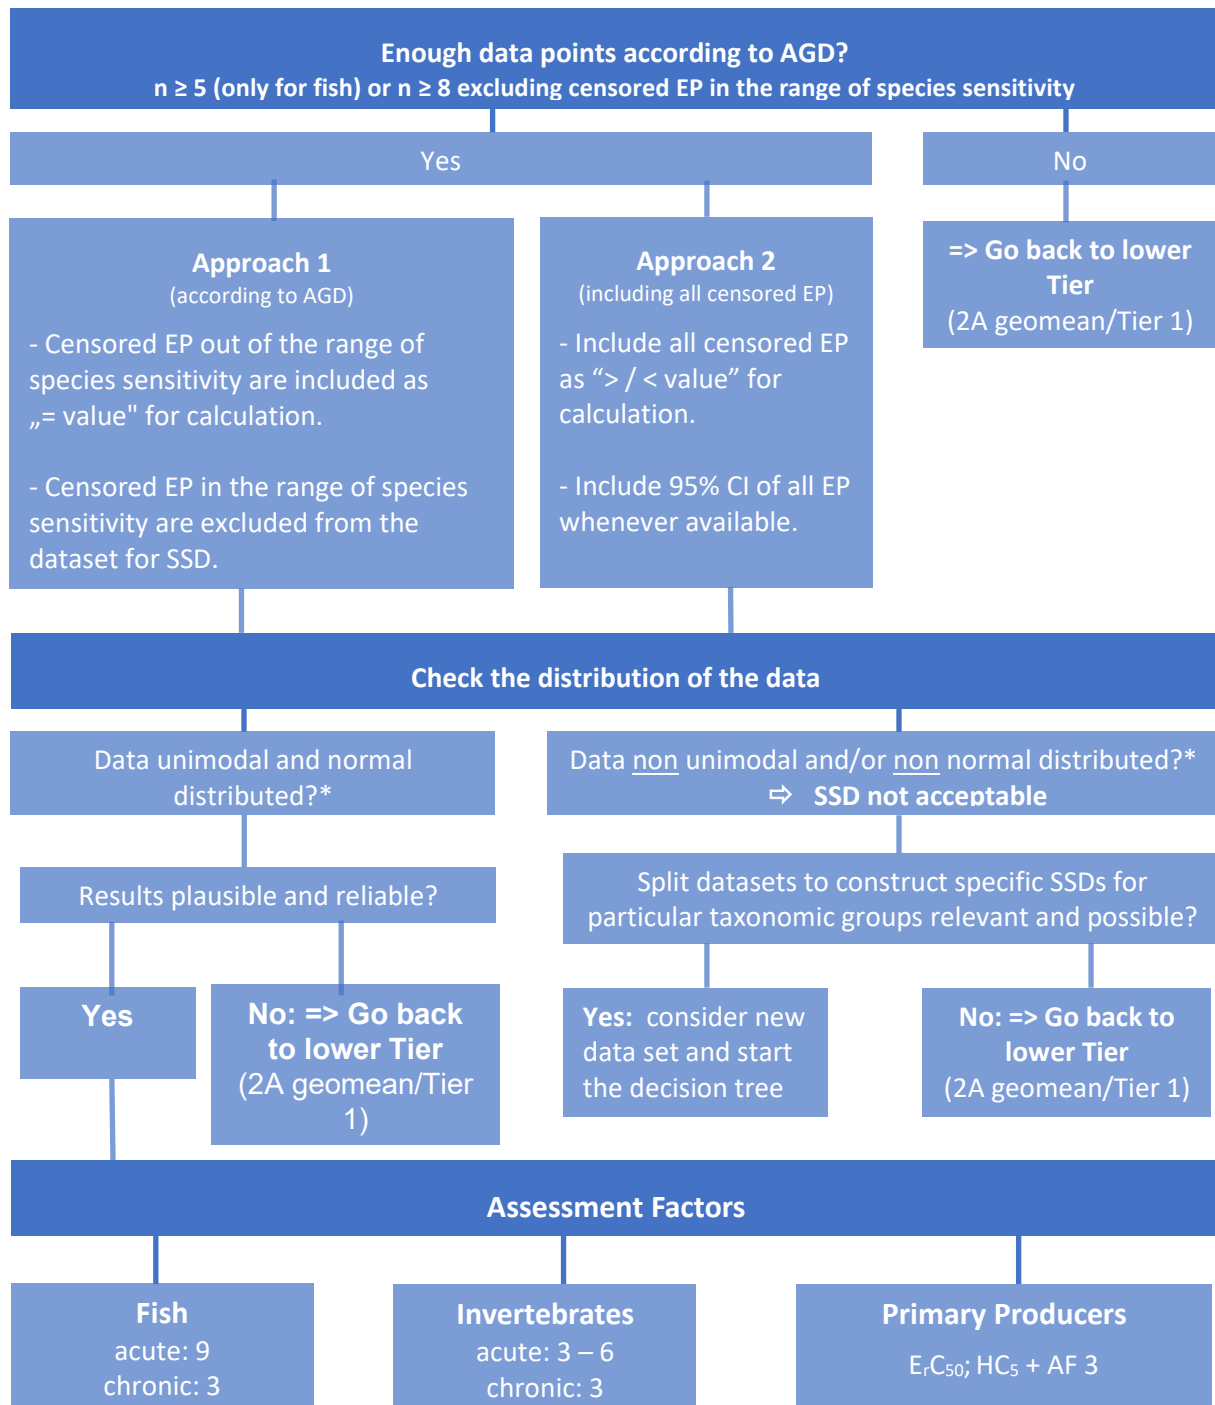 Enough data points according to AGD?
n ≥ 5 (only for fish) or n ≥ 8 excluding censored EP in the range of species sensitivity
Yes
No
Approach 1
(according to AGD)
- Censored EP out of the range of
species sensitivity are included as
„= value" for calculation.
- Censored EP in the range of species
sensitivity are excluded from the
dataset for SSD.
Approach 2
(including all censored EP)
- Include all censored EP
as “> / < value” for
calculation.
- Include 95% CI of all EP
whenever available.
=> Go back to lower
Tier
(2A geomean/Tier 1)
Check the distribution of the data
Data unimodal and normal
distributed?*
Data non unimodal and/or non normal distributed?*
⇨ SSD not acceptable
Results plausible and reliable?
Split datasets to construct specific SSDs for
particular taxonomic groups relevant and possible?
Yes
No: => Go back
to lower Tier
(2A geomean/Tier
1)
Yes: consider new
data set and start
the decision tree
No: => Go back to
lower Tier
(2A geomean/Tier 1)
Assessment Factors
Fish
acute: 9
chronic: 3
Invertebrates
acute: 3 – 6
chronic: 3
Primary Producers
ErC50; HC5 + AF 3